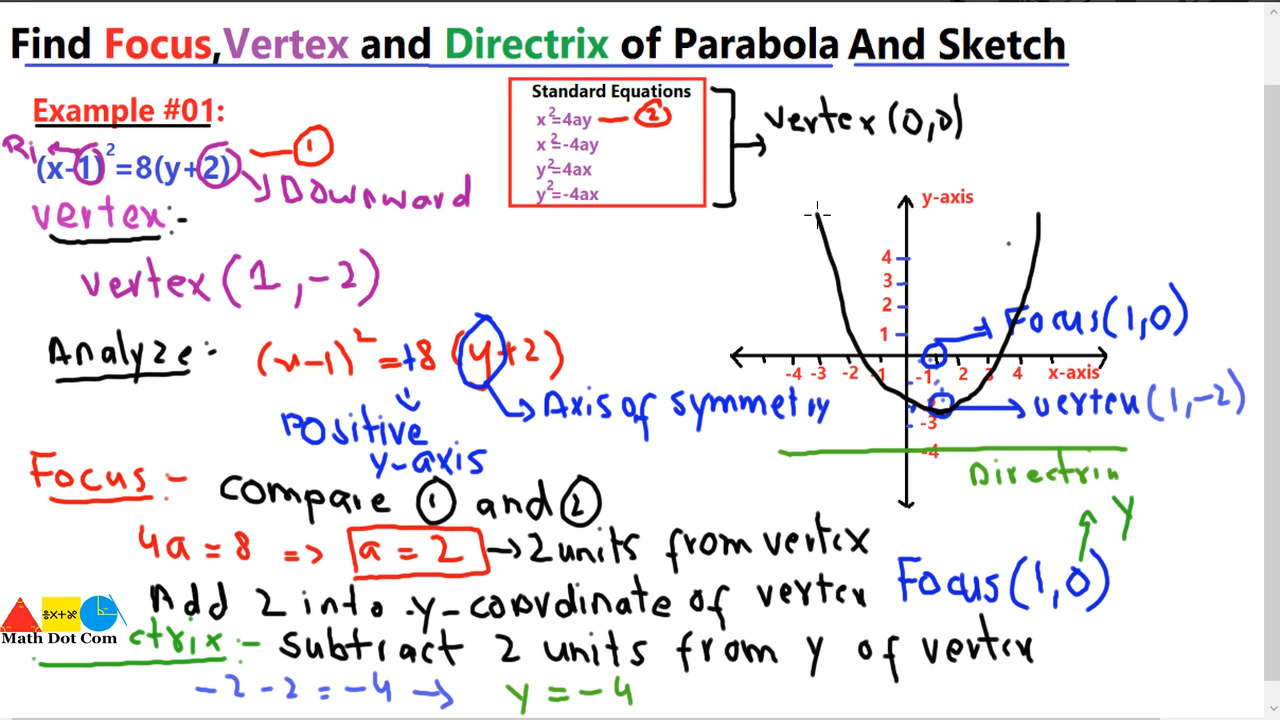 Find Focus,Vertex and Directrix of Parabola And Sketch
Example #01:
Ri
(x-1)²=8(y+2)
1
Downward
Standard Equations
x²=4ay
2
x²=-4ay
y²=4ax
y²=-4ax
vertex (0,0)
vertex:-
vertex (1,-2)
Analyze:-
(x-1)²=+8 (y+2)
Axis of symmetry
Positive
y-axis
y-axis
4
3
2
1
-4 -3 -2 -1 -1 2 3 4 x-axis
-3
-4
Focus(1,0)
vertex(1,-2)
Directrix
Focus:-
compare 1 and 2
4a=8 => a=2 → 2 units from vertex
Focus(1,0)
Y
Add 2 into y-coordinate of vertex
÷x+
Math Dot Com
ctrix:- subtract 2 units from y of vertex
-2-2=-4 → y=-4